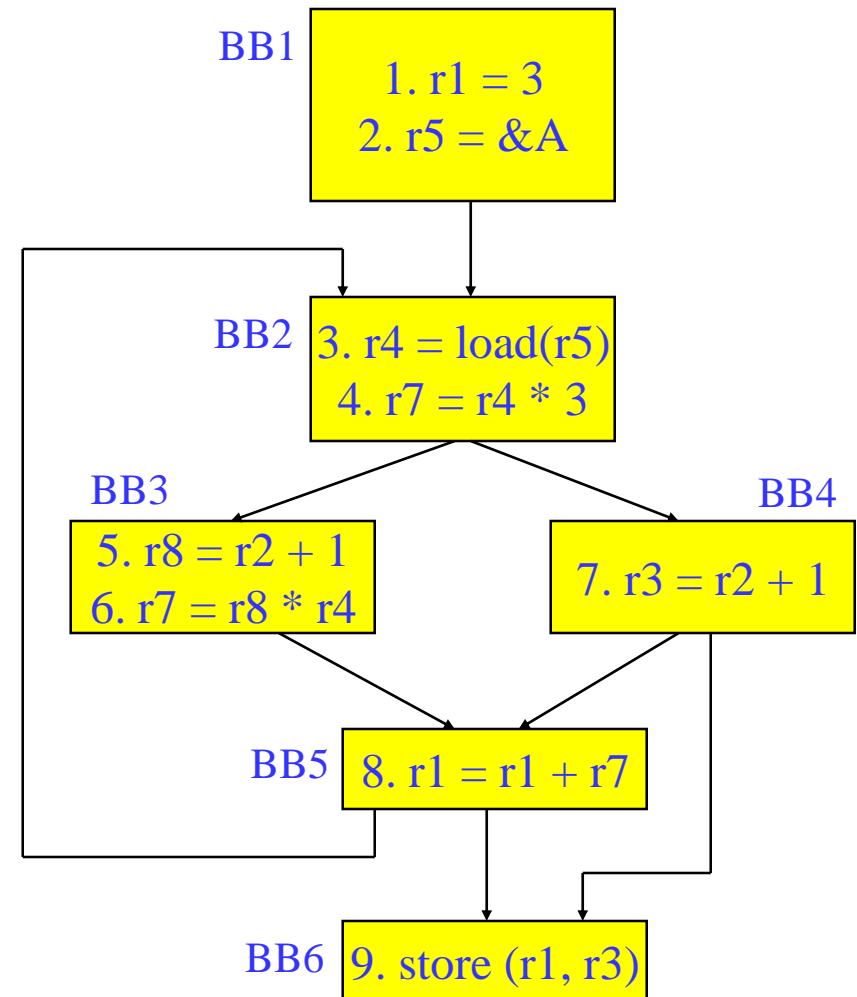 BB1
1. r1 = 3
2. r5 = &A
BB2
3. r4 = load(r5)
4. r7 = r4 * 3
BB3
5. r8 = r2 + 1
6. r7 = r8 * r4
BB4
7. r3 = r2 + 1
BB5
8. r1 = r1 + r7
BB6
9. store (r1, r3)